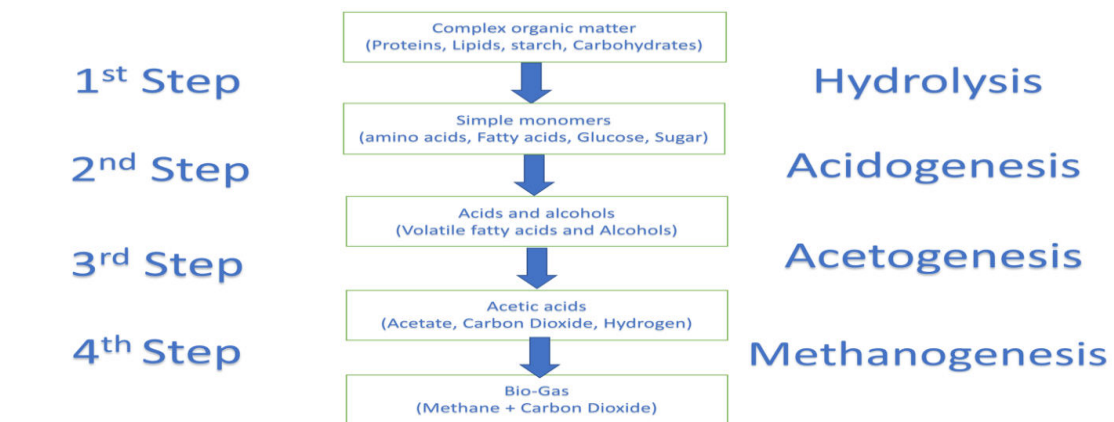 Complex organic matter
(Proteins, Lipids, starch, Carbohydrates)
1st Step
Hydrolysis
Simple monomers
(amino acids, Fatty acids, Glucose, Sugar)
2nd Step
Acidogenesis
Acids and alcohols
(Volatile fatty acids and Alcohols)
3rd Step
Acetogenesis
Acetic acids
(Acetate, Carbon Dioxide, Hydrogen)
4th Step
Methanogenesis
Bio-Gas
(Methane + Carbon Dioxide)